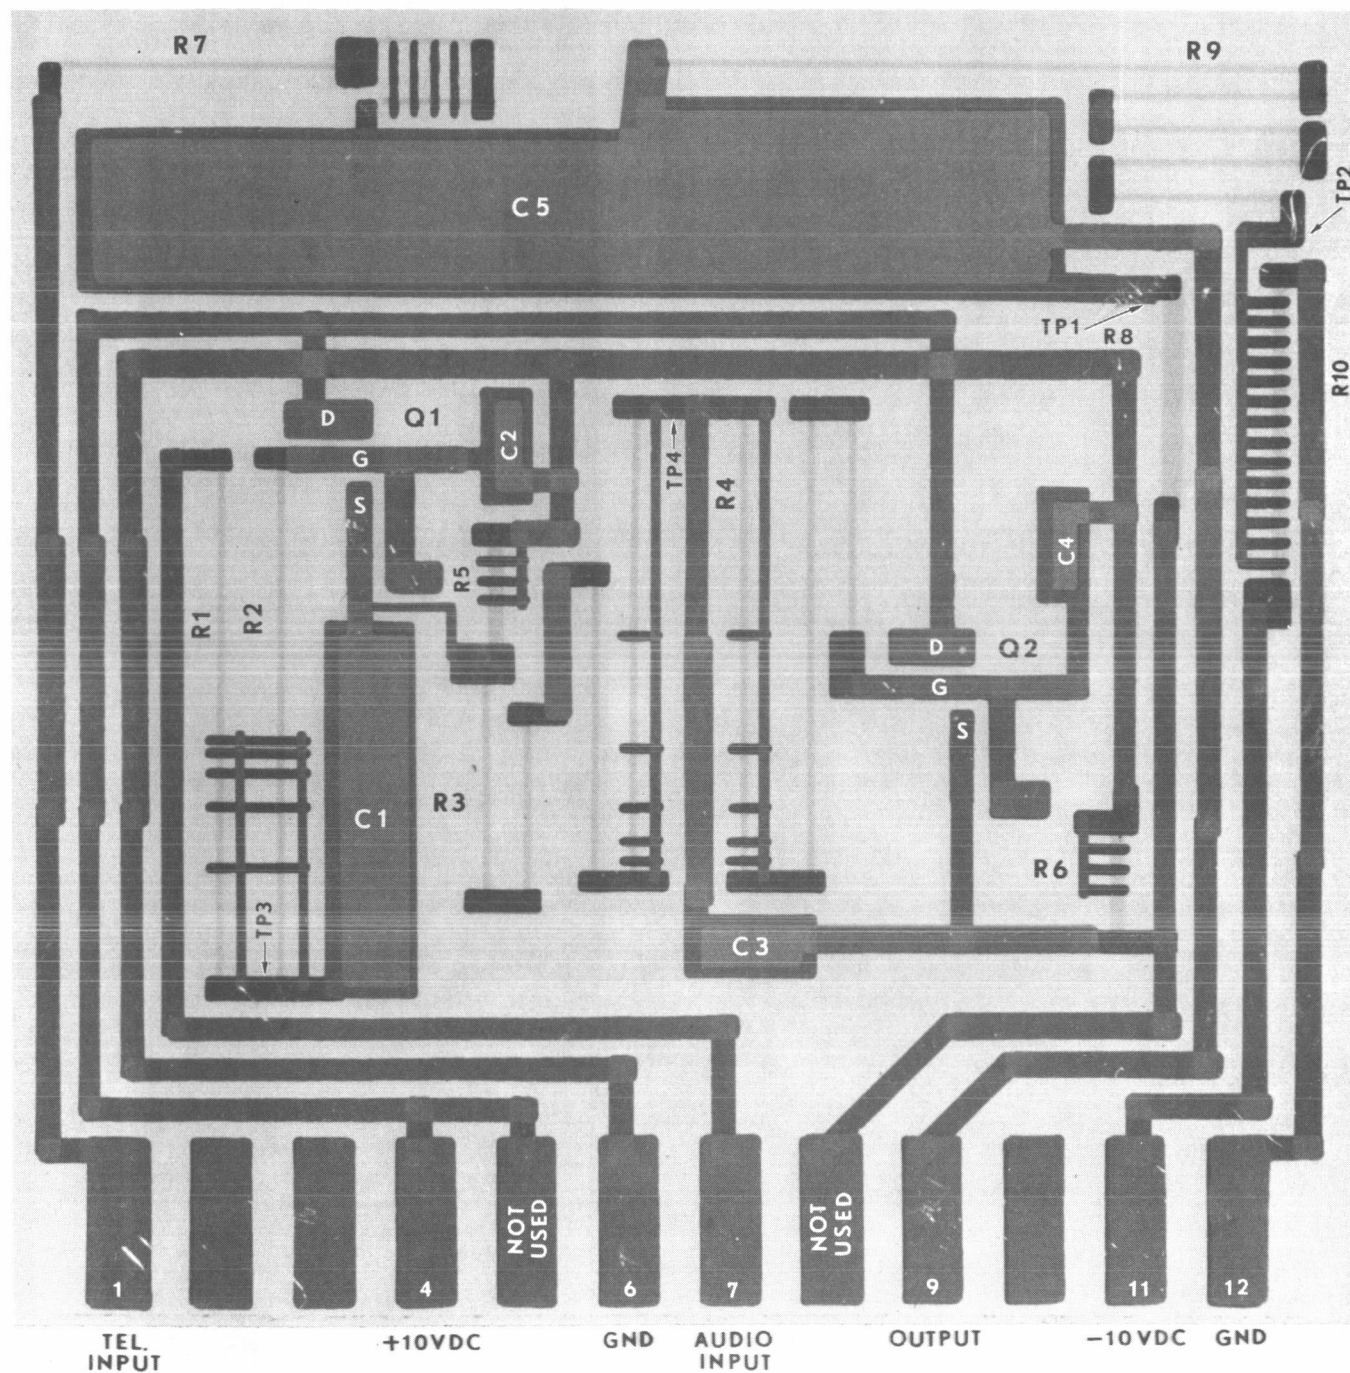 R7
R9
C5
TP2
TP1
R8
R10
D
Q1
G
C2
S
TP4
R4
C4
R5
R1
R2
D
Q2
G
S
R3
C1
R6
TP3
C3
1
4
NOT
USED
6
7
NOT
USED
9
11
12
TEL.
INPUT
+10VDC
GND
AUDIO
INPUT
OUTPUT
−10VDC
GND